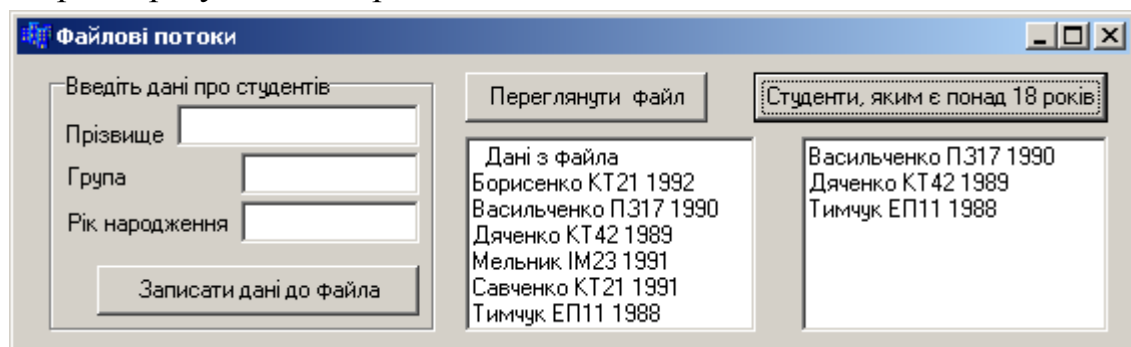 Файлові потоки
Введіть дані про студентів
Прізвище
Група
Рік народження
Записати дані до файла
Переглянути файл
Дані з файла
Борисенко КТ21 1992
Васильченко ПЗ17 1990
Дяченко КТ42 1989
Мельник ІМ23 1991
Савченко КТ21 1991
Тимчук ЕП11 1988
Студенти, яким є понад 18 років
Васильченко ПЗ17 1990
Дяченко КТ42 1989
Тимчук ЕП11 1988